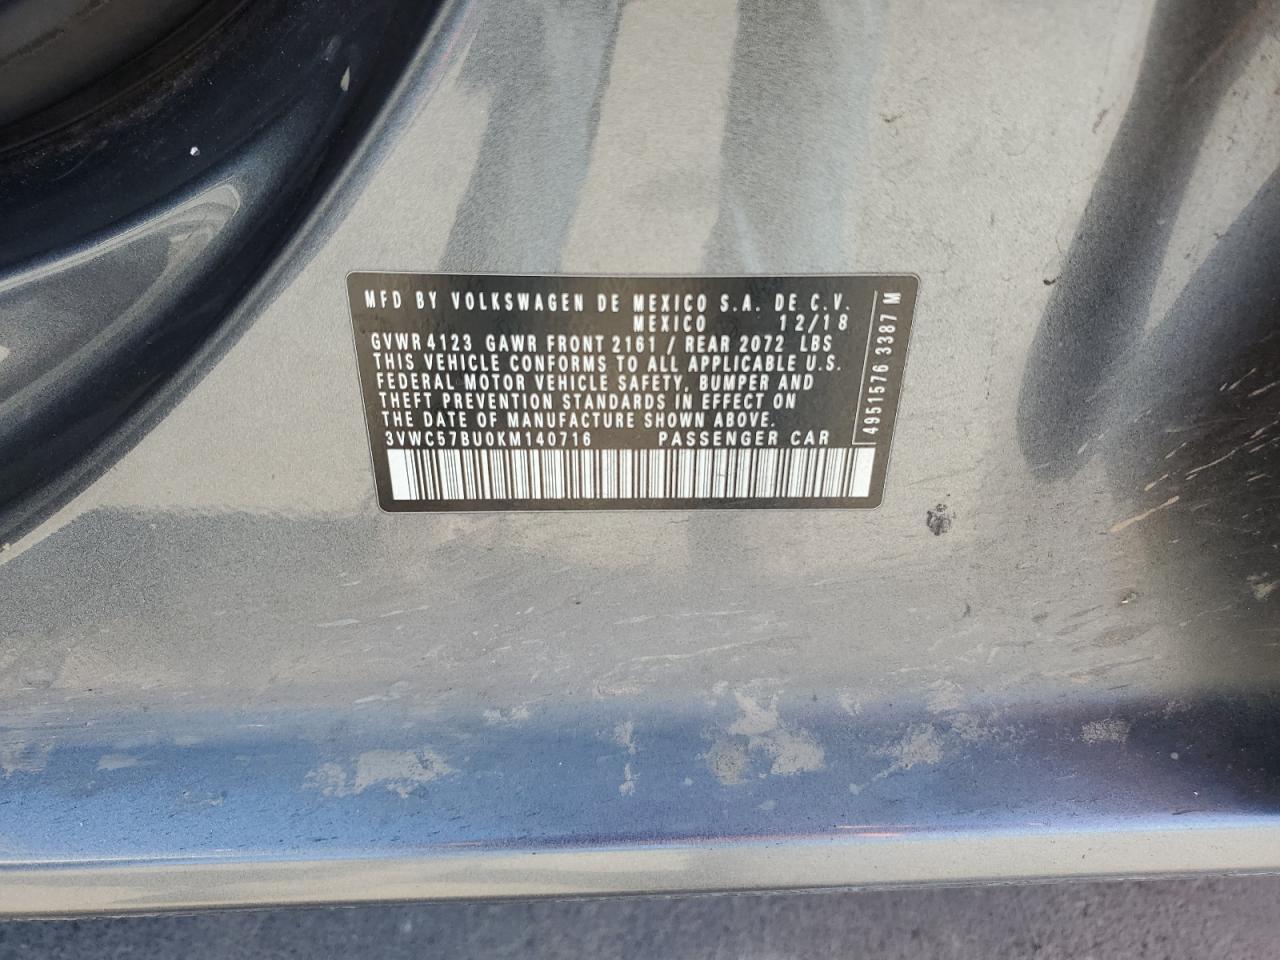 MFD BY VOLKSWAGEN DE MEXICO S.A. DE C.V.
MEXICO 12/18
GVWR 4123 GAWR FRONT 2161 / REAR 2072 LBS
THIS VEHICLE CONFORMS TO ALL APPLICABLE U.S.
FEDERAL MOTOR VEHICLE SAFETY, BUMPER AND
THEFT PREVENTION STANDARDS IN EFFECT ON
THE DATE OF MANUFACTURE SHOWN ABOVE.
3VWC57BU0KM140716 PASSENGER CAR
4951576 3387 M